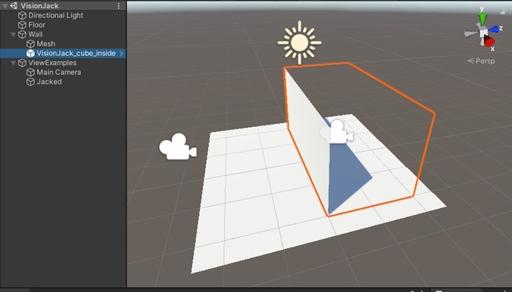 VisionJack
Directional Light
Floor
Wall
Mesh
VisionJack_cube_inside
ViewExamples
Main Camera
Jacked
y
z
x
Persp